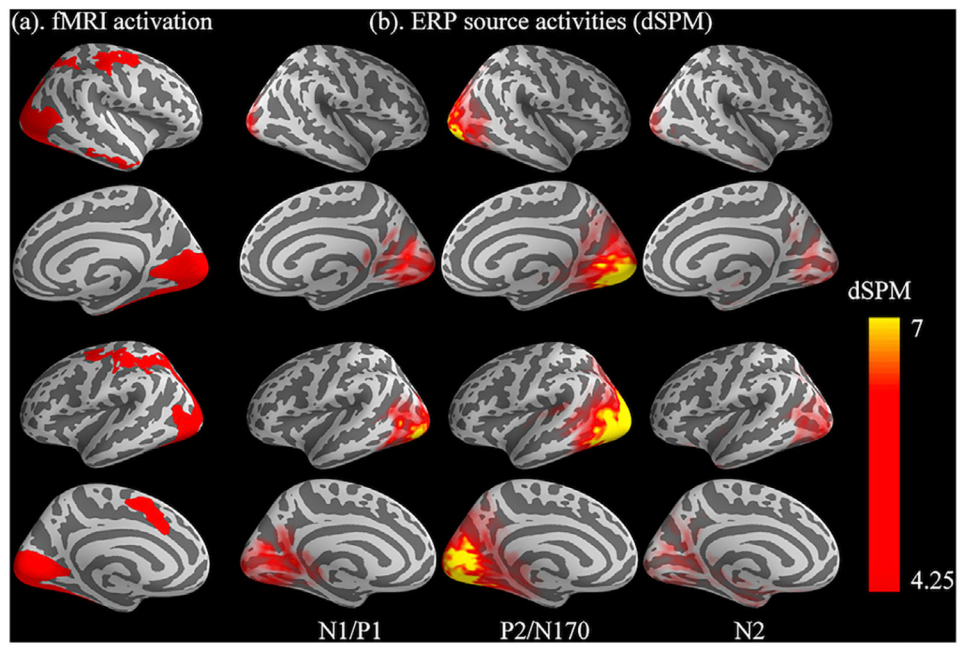 (a). fMRI activation
(b). ERP source activities (dSPM)
dSPM
7
4.25
N1/P1
P2/N170
N2